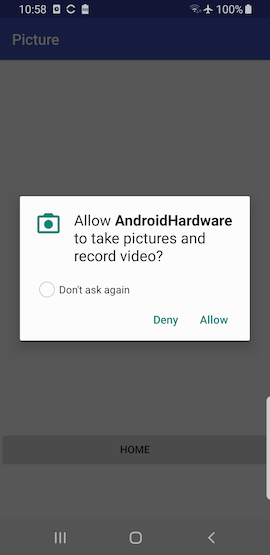 10:58
100%
Picture
Allow AndroidHardware
to take pictures and
record video?
Don't ask again
Deny Allow
HOME